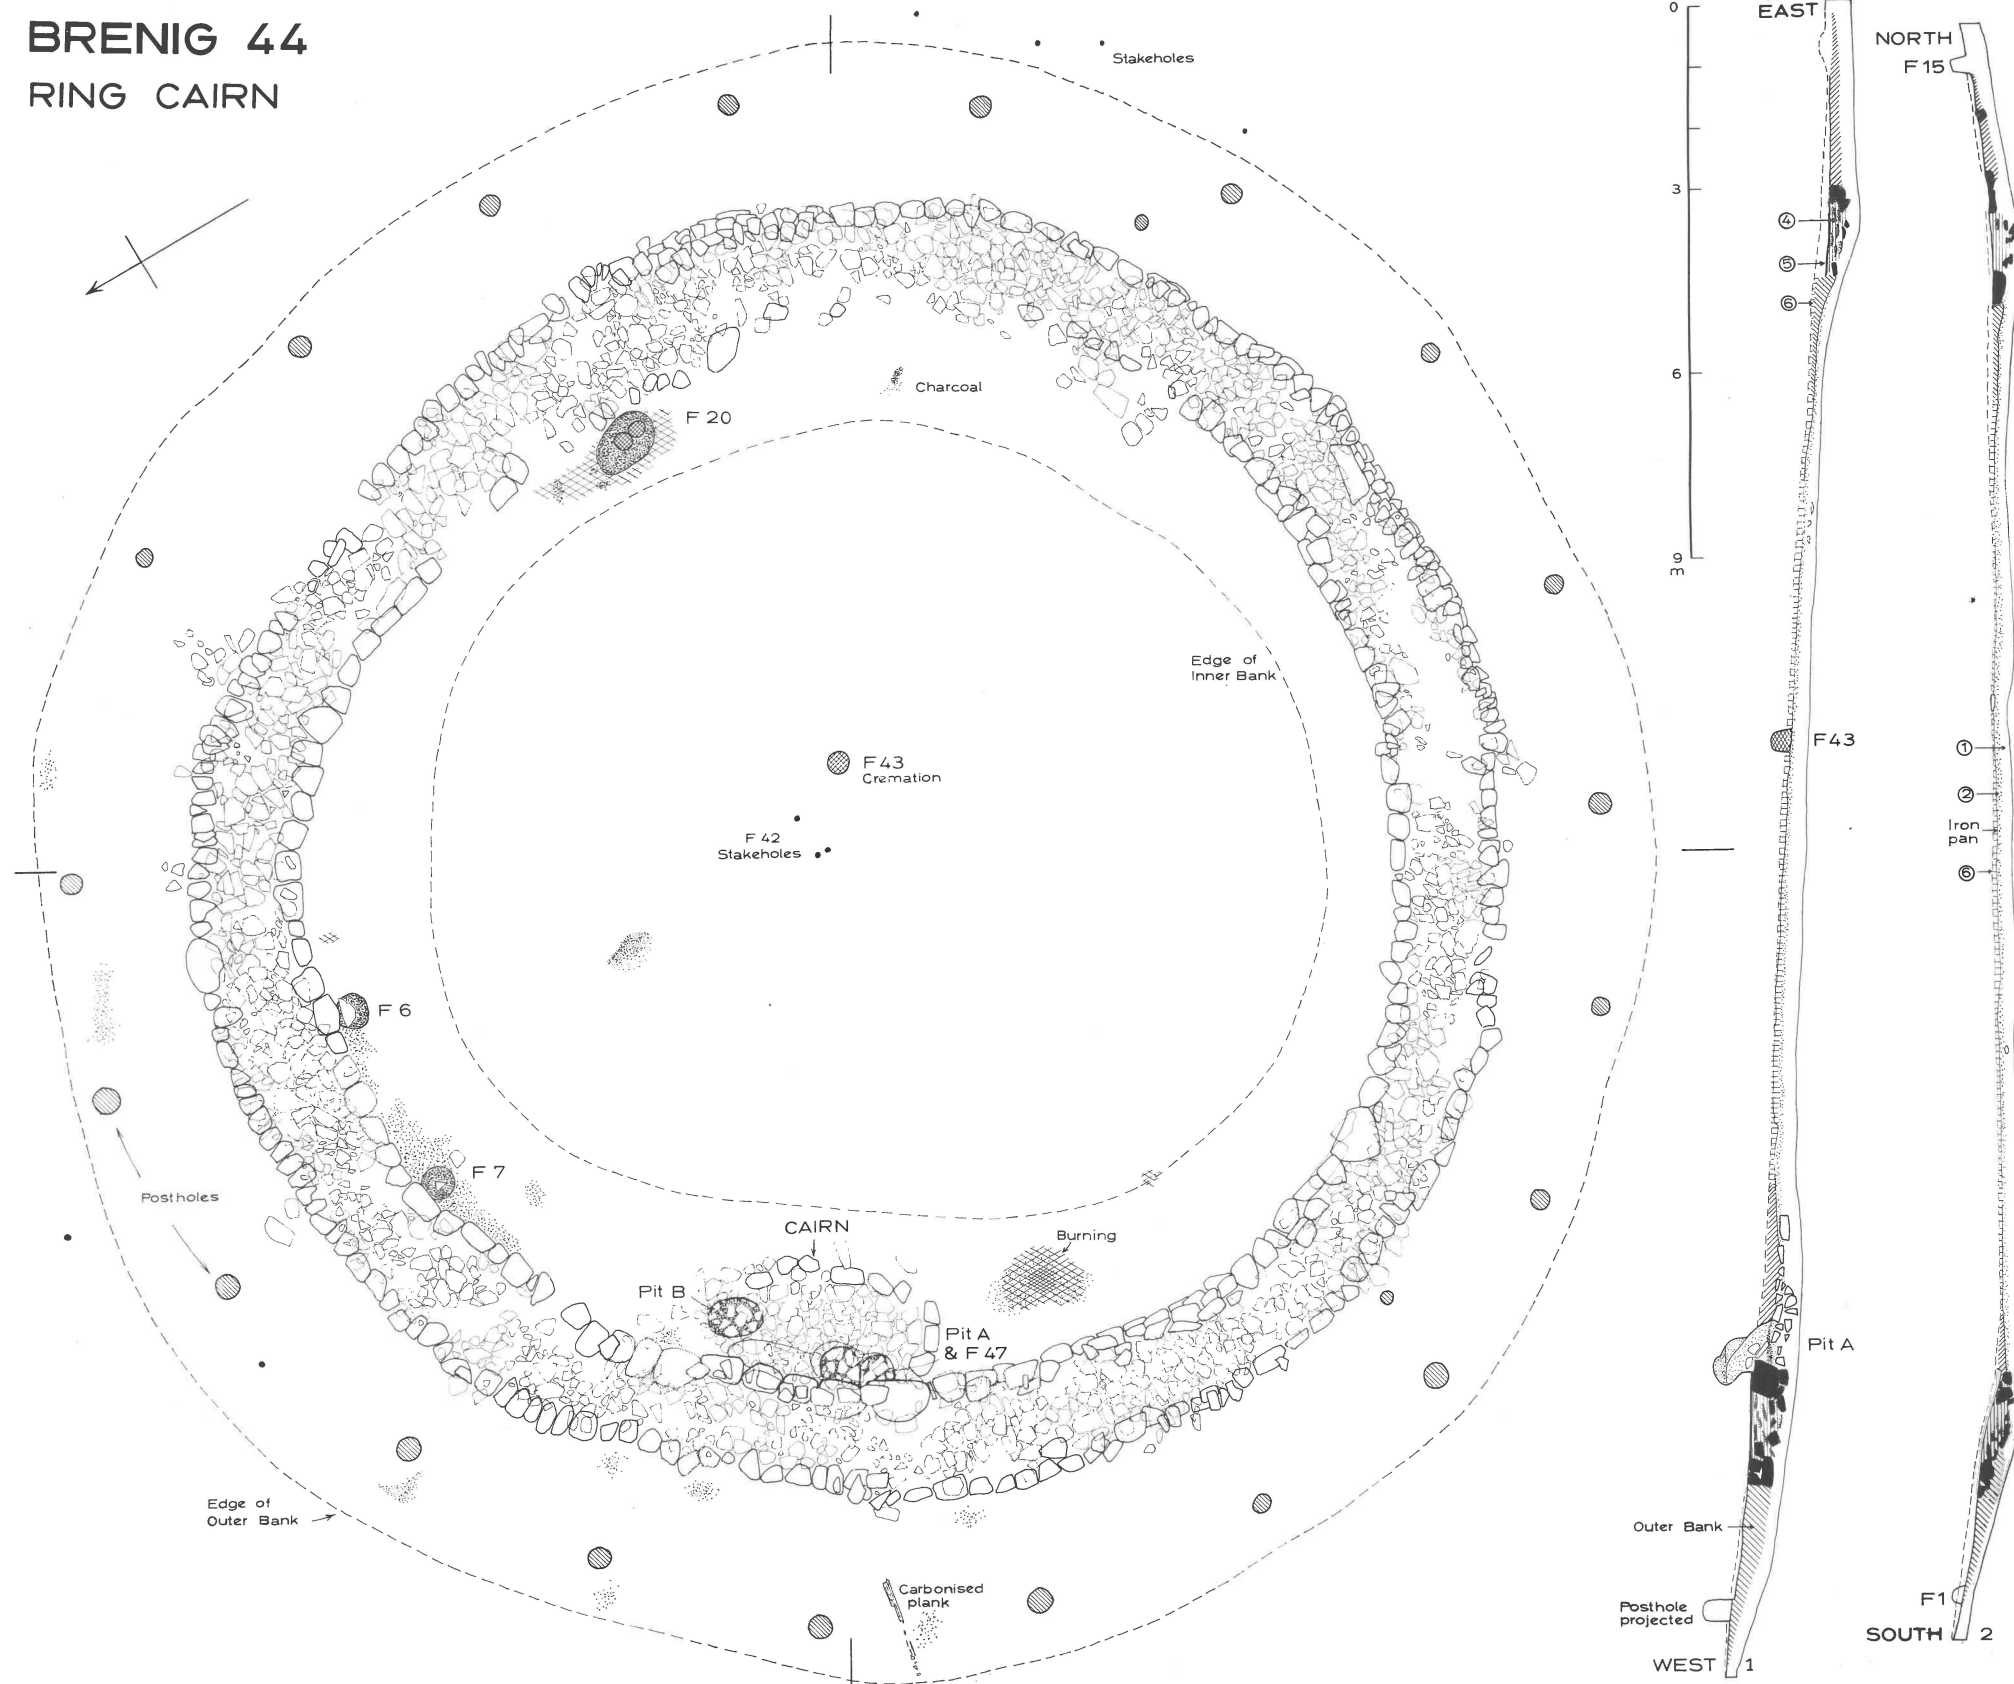 BRENIG 44
RING CAIRN
Stakeholes
Charcoal
F 20
Edge of
Inner Bank
F43
Cremation
F 42
Stakeholes
F 6
F 7
Postholes
CAIRN
Burning
Pit B
Pit A
& F 47
Edge of
Outer Bank
Carbonised
plank
0
3
6
9
m
EAST
4
5
6
F43
Pit A
Outer Bank
Posthole
projected
WEST 1
NORTH
F 15
1
2
Iron
pan
6
F1
SOUTH 2